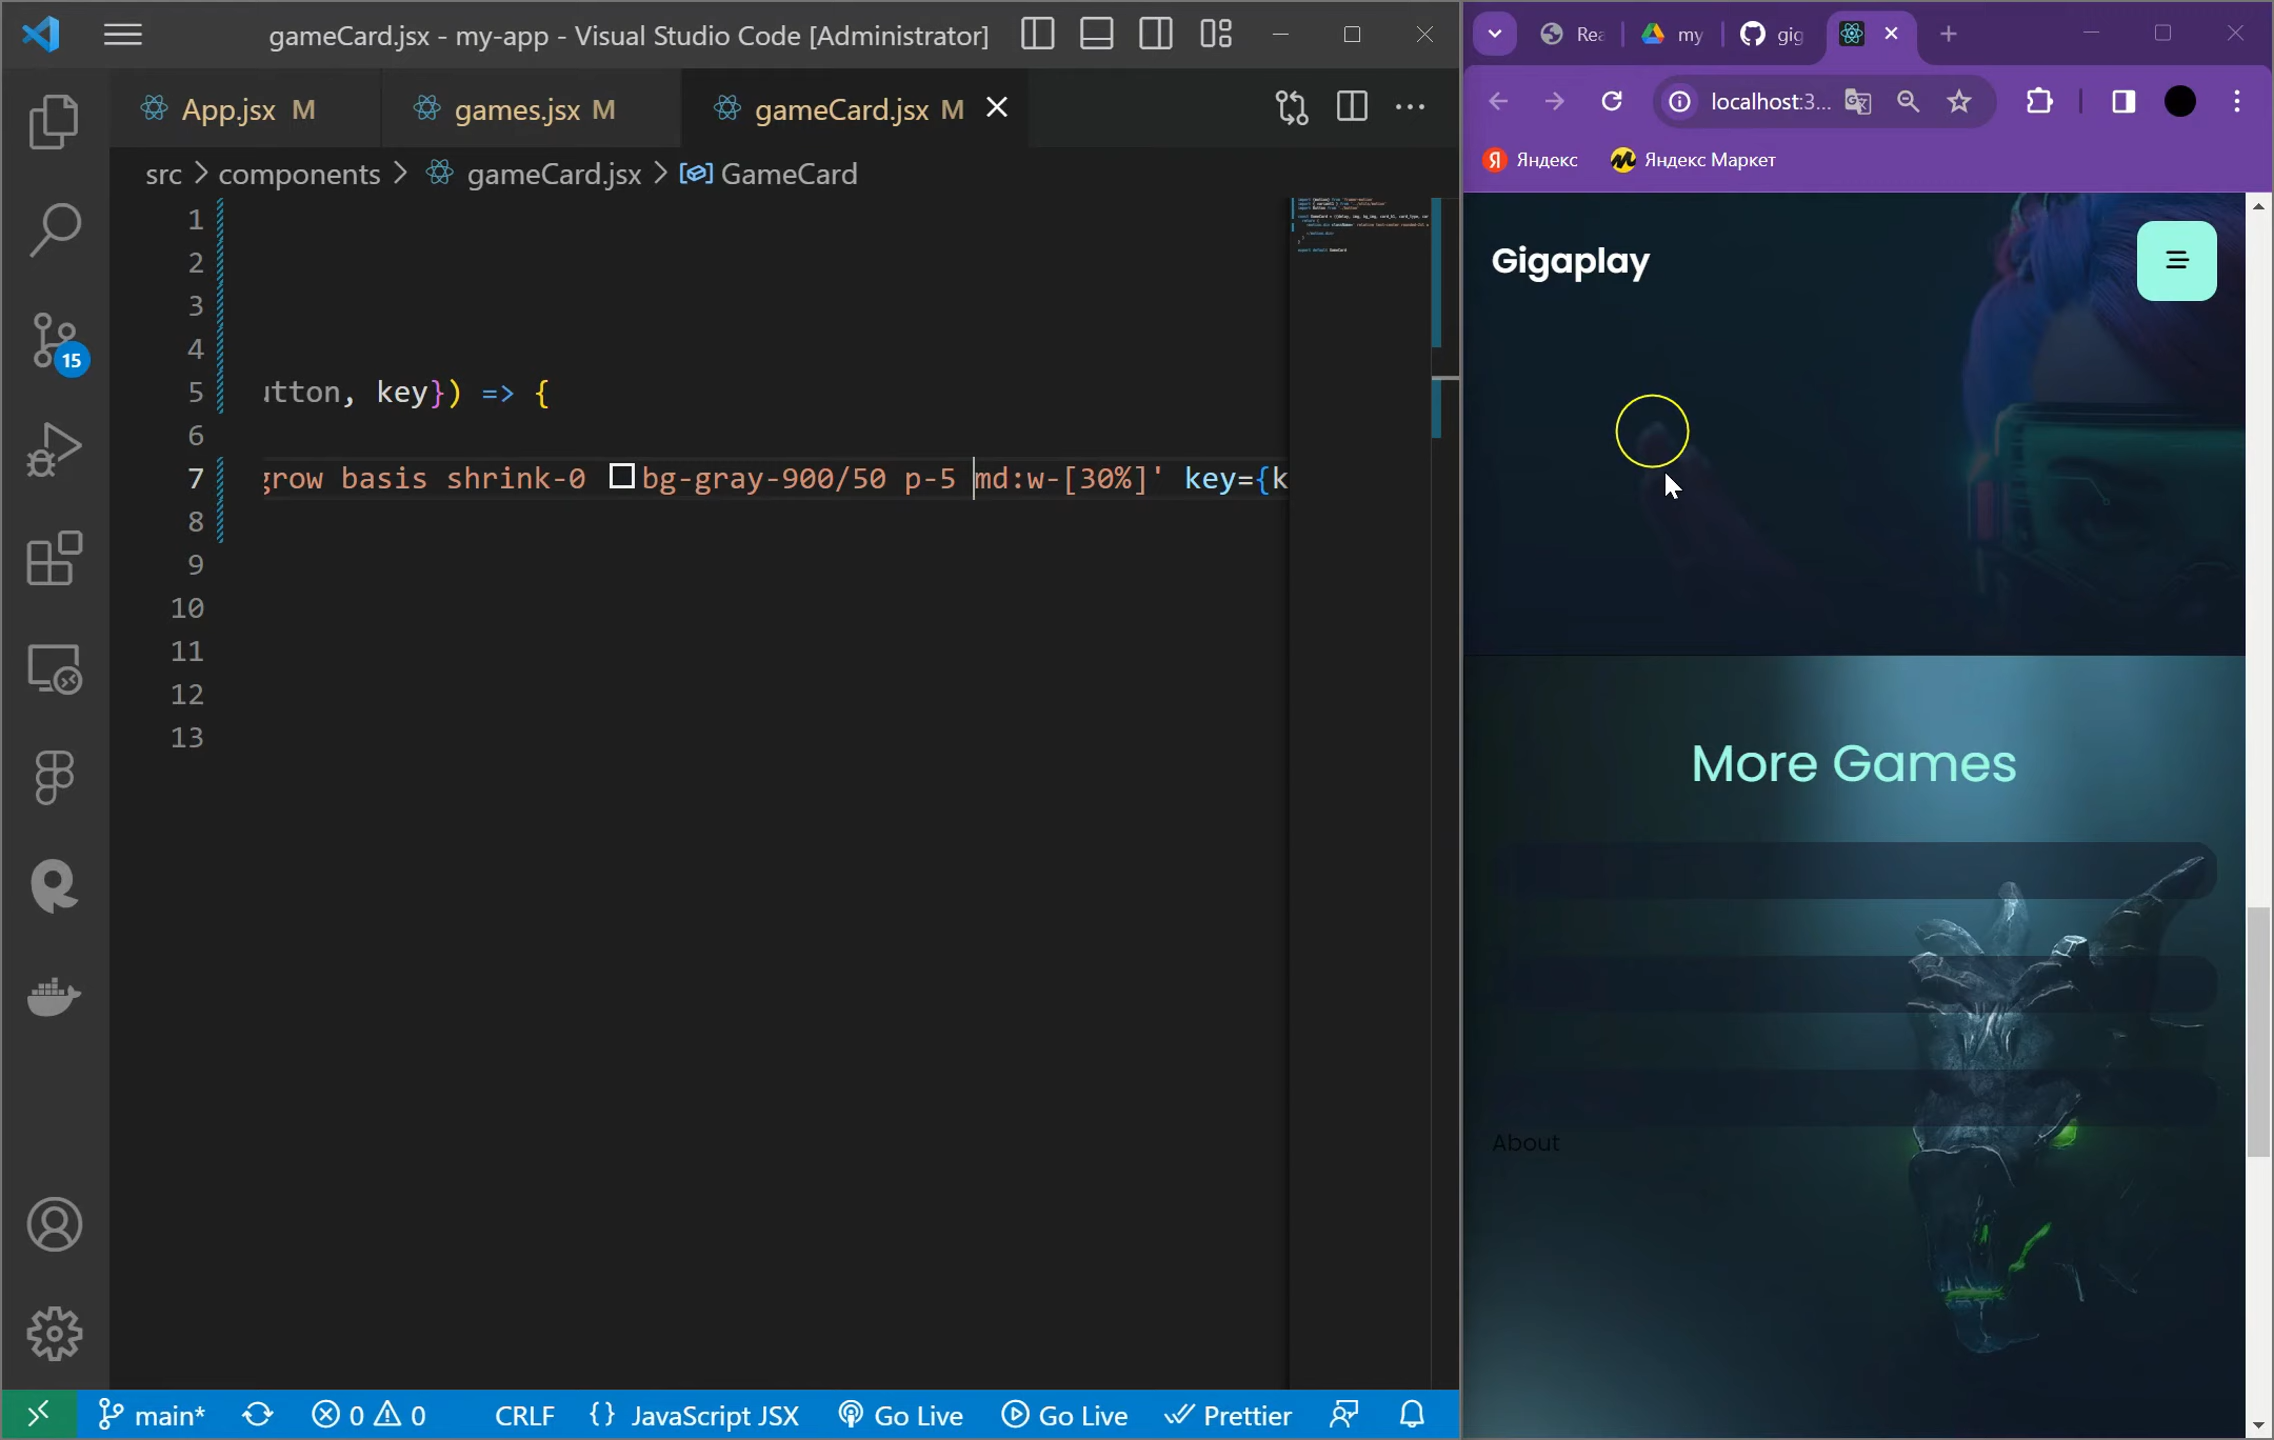 gameCard.jsx - my-app - Visual Studio Code [Administrator]
App.jsx M
games.jsx M
gameCard.jsx M
src > components > gameCard.jsx > GameCard
1
2
3
4
5 utton, key}) => {
6
7 grow basis shrink-0 bg-gray-900/50 p-5 md:w-[30%]' key={k
8
9
10
11
12
13
15
main*
0
0
CRLF
{} JavaScript JSX
Go Live
Go Live
Prettier
Rea
my
gig
localhost:3...
Яндекс
Яндекс Маркет
Gigaplay
More Games
About